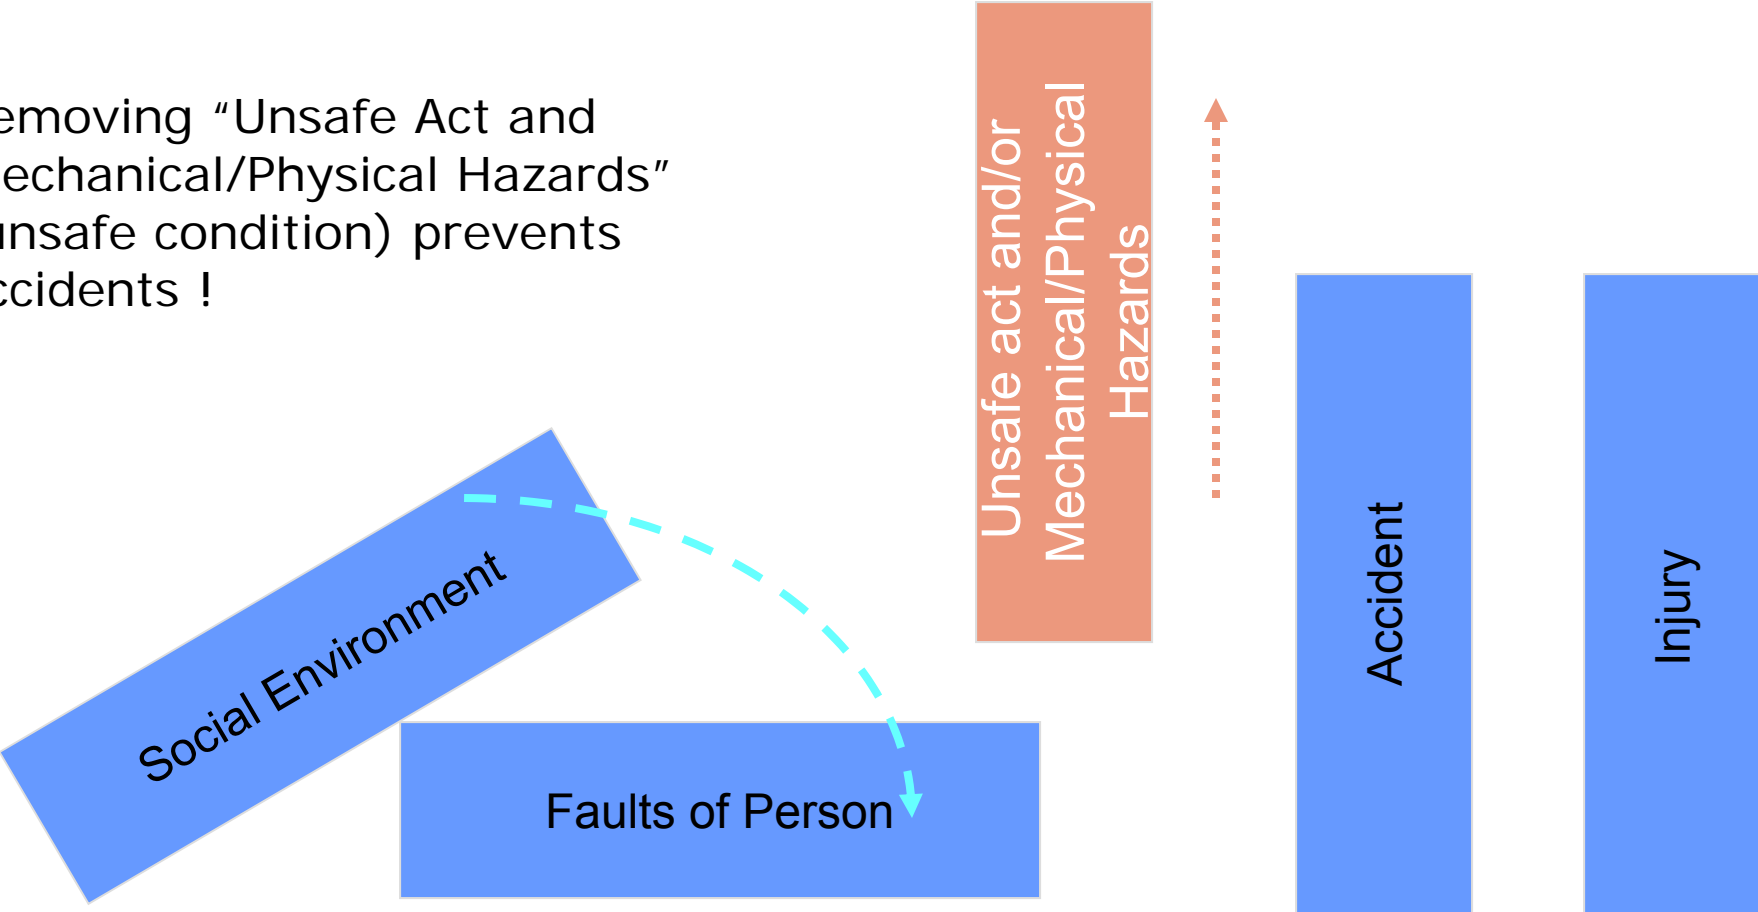 emoving “Unsafe Act and
echanical/Physical Hazards”
unsafe condition) prevents
ccidents !
Unsafe act and/or
Mechanical/Physical
Hazards
Social Environment
Faults of Person
Accident
Injury